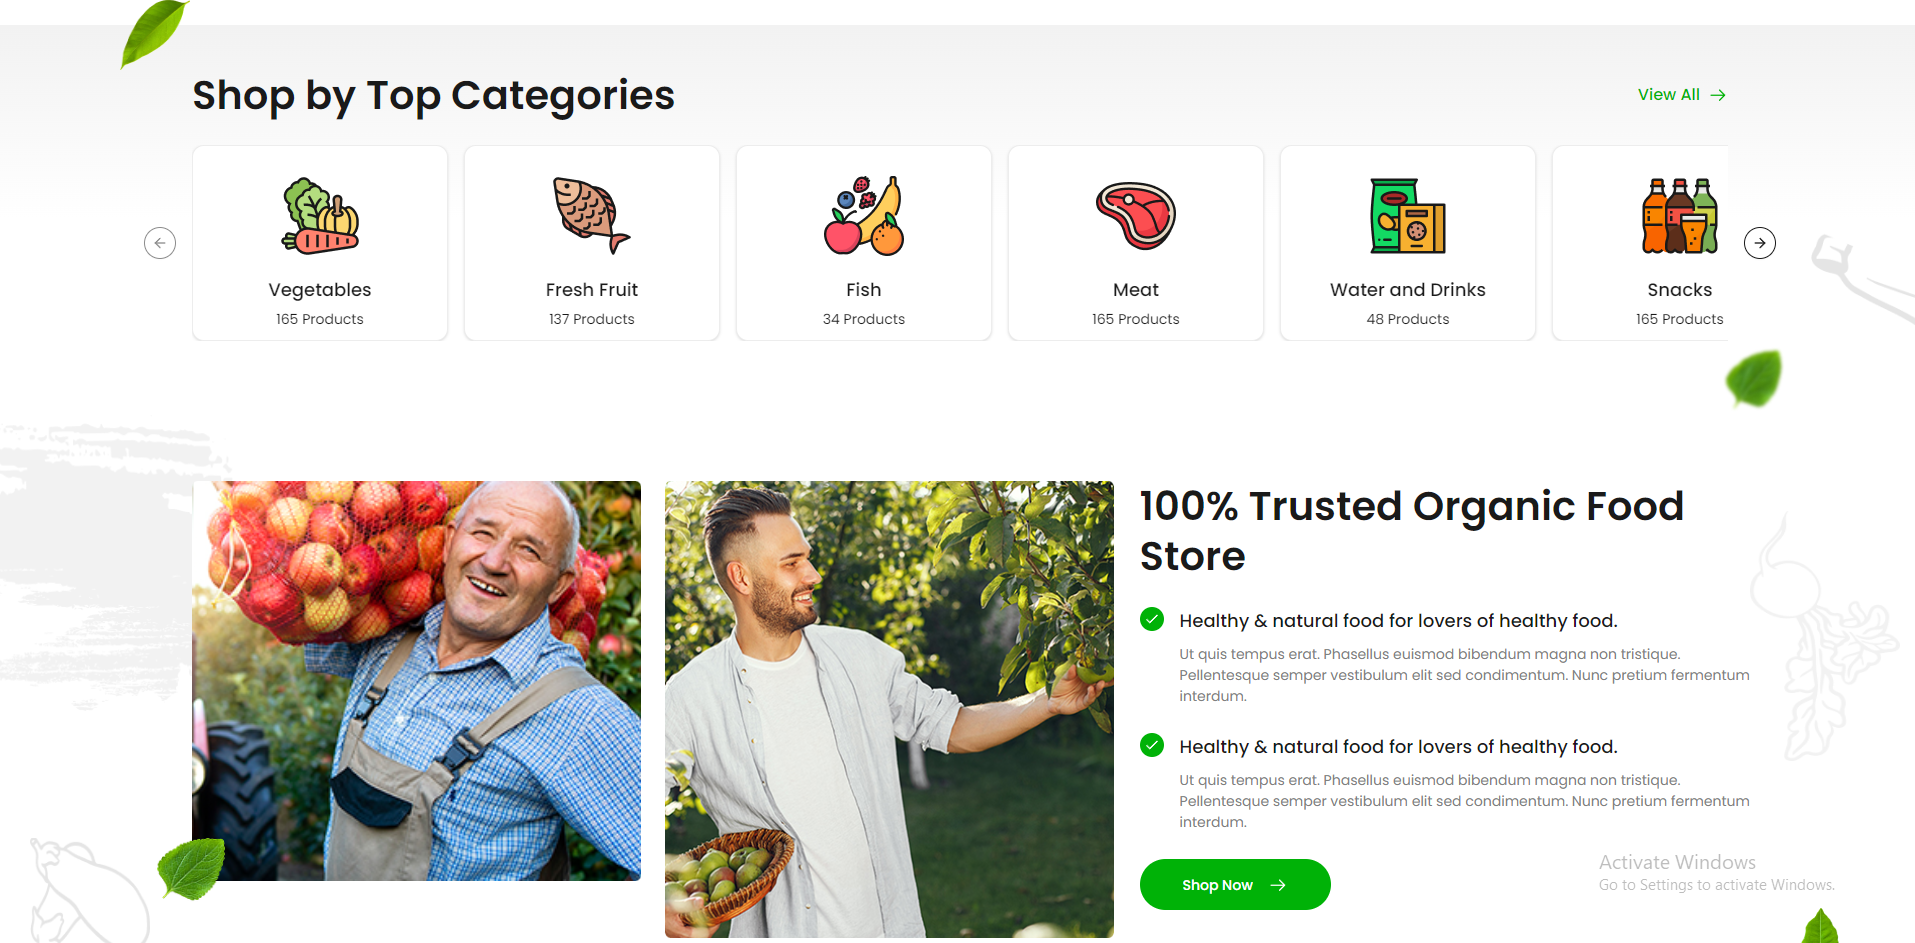 Shop by Top Categories
View All
Vegetables
165 Products
Fresh Fruit
137 Products
Fish
34 Products
Meat
165 Products
Water and Drinks
48 Products
Snacks
165 Products
100% Trusted Organic Food
Store
Healthy & natural food for lovers of healthy food.
Ut quis tempus erat. Phasellus euismod bibendum magna non tristique.
Pellentesque semper vestibulum elit sed condimentum. Nunc pretium fermentum
interdum.
Healthy & natural food for lovers of healthy food.
Ut quis tempus erat. Phasellus euismod bibendum magna non tristique.
Pellentesque semper vestibulum elit sed condimentum. Nunc pretium fermentum
interdum.
Shop Now
Activate Windows
Go to Settings to activate Windows.